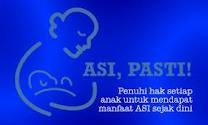 ASI, PASTI!
Penuhi hak setiap
anak untuk mendapat
manfaat ASI sejak dini